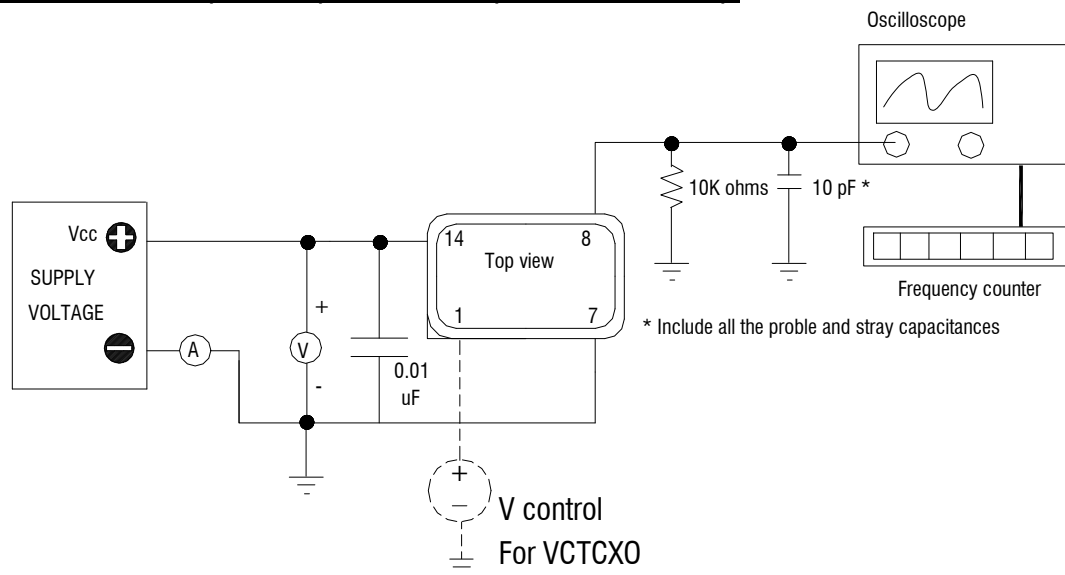 Oscilloscope
10K ohms
10 pF *
Vcc
14
8
Top view
SUPPLY
VOLTAGE
1
7
Frequency counter
* Include all the proble and stray capacitances
+
A
V
-
0.01
uF
+
−
V control
For VCTCXO